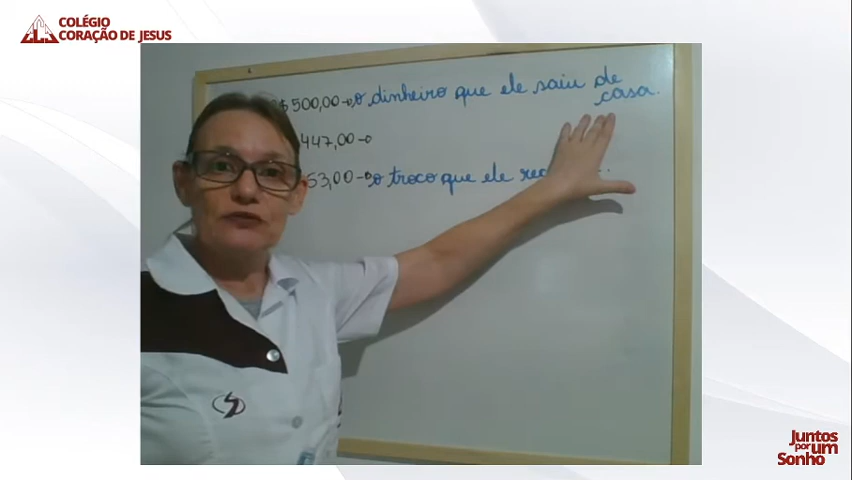 COLÉGIO
CORAÇÃO DE JESUS
$ 500,00 → o dinheiro que ele saiu de
casa.
447,00 →
53,00 → o troco que ele
Juntos
por um
Sonho